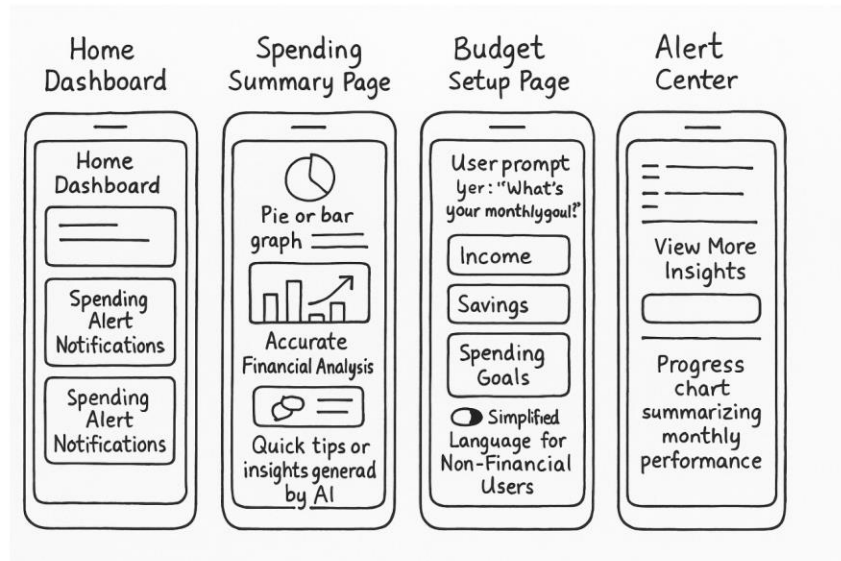 Home
Dashboard
Spending
Summary Page
Budget
Setup Page
Alert
Center
Home
Dashboard
Spending
Alert
Notifications
Spending
Alert
Notifications
Pie or bar
graph
Accurate
Financial Analysis
Quick tips or
insights generad
by AI
User prompt
yer: "What's
your monthlygoul?"
Income
Savings
Spending
Goals
Simplified
Language for
Non-Financial
Users
View More
Insights
Progress
chart
summarizing
monthly
performance